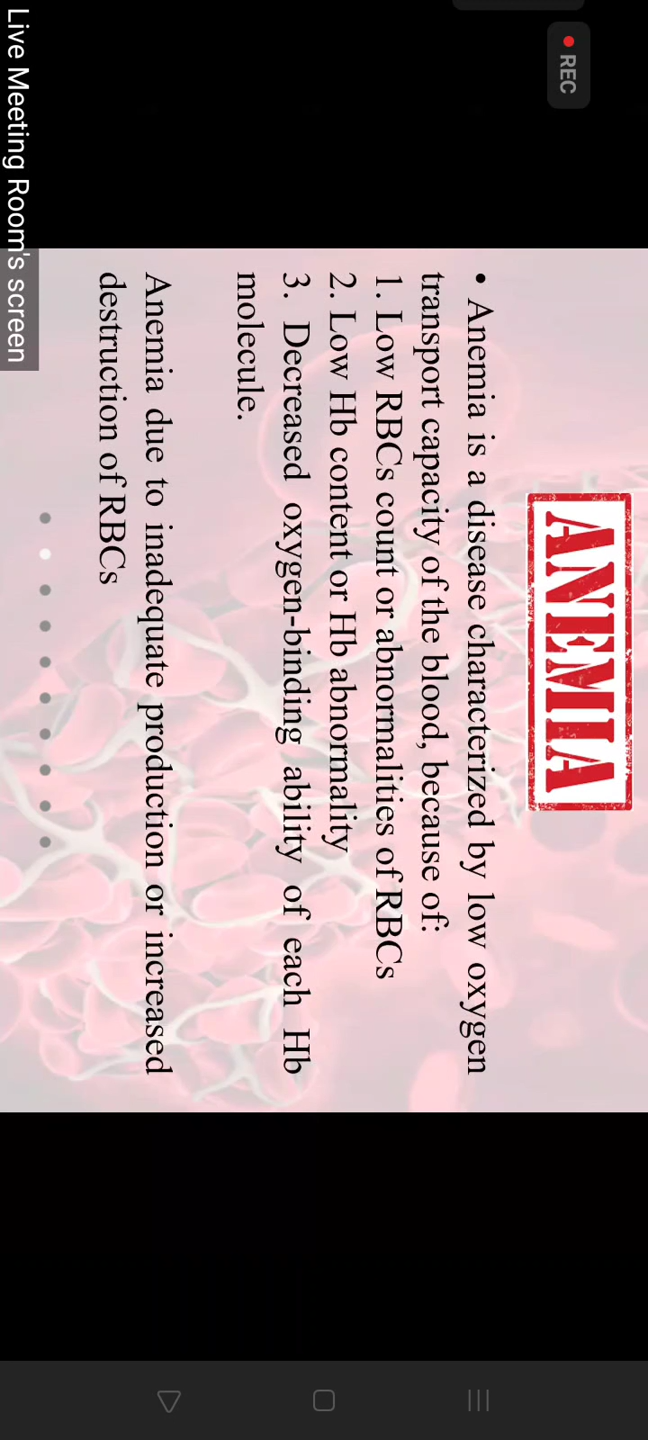 REC
ANEMIA
• Anemia is a disease characterized by low oxygen
transport capacity of the blood, because of:
1. Low RBCs count or abnormalities of RBCs
2. Low Hb content or Hb abnormality
3. Decreased oxygen-binding ability of each Hb
molecule.
Anemia due to inadequate production or increased
destruction of RBCs
Live Meeting Room's screen